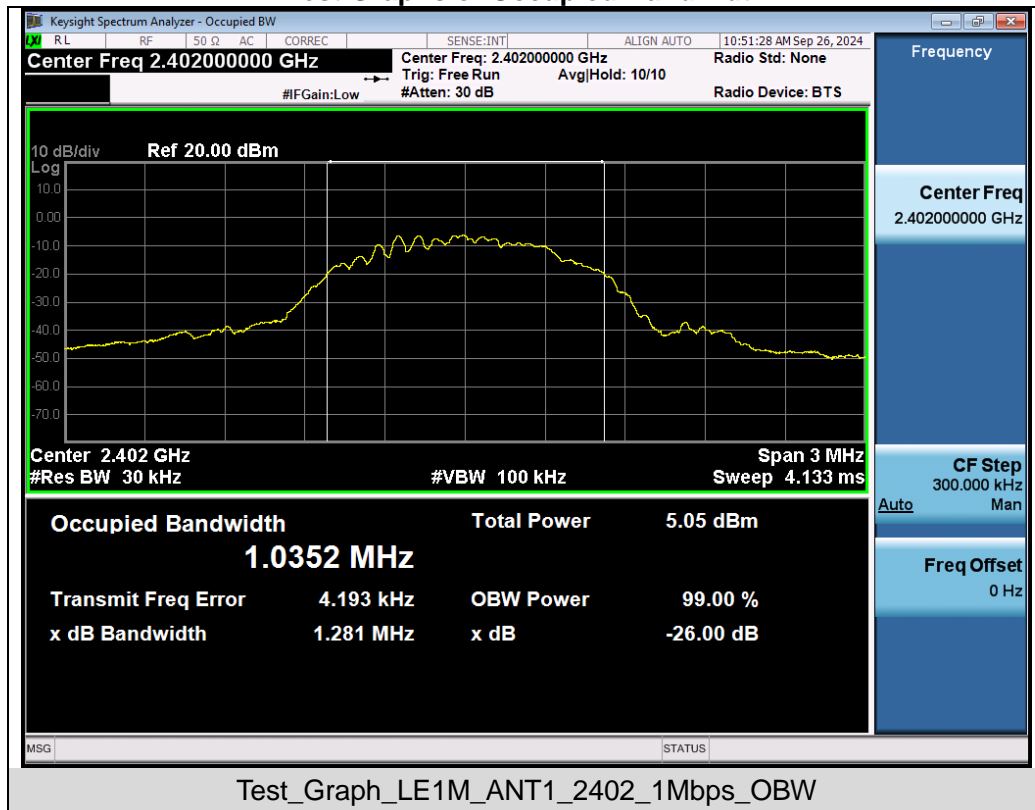 Keysight Spectrum Analyzer - Occupied BW
LXI RL RF 50 Ω AC CORREC SENSE:INT ALIGN AUTO 10:51:28 AM Sep 26, 2024
Center Freq 2.402000000 GHz
#IFGain:Low
Center Freq: 2.402000000 GHz
Trig: Free Run Avg|Hold: 10/10
#Atten: 30 dB
Radio Std: None
Radio Device: BTS
10 dB/div Ref 20.00 dBm
Log
10.0
0.00
-10.0
-20.0
-30.0
-40.0
-50.0
-60.0
-70.0
Center 2.402 GHz Span 3 MHz
#Res BW 30 kHz #VBW 100 kHz Sweep 4.133 ms
Occupied Bandwidth Total Power 5.05 dBm
1.0352 MHz
Transmit Freq Error 4.193 kHz OBW Power 99.00 %
x dB Bandwidth 1.281 MHz x dB -26.00 dB
Frequency
Center Freq
2.402000000 GHz
CF Step
300.000 kHz
Auto Man
Freq Offset
0 Hz
MSG STATUS
Test_Graph_LE1M_ANT1_2402_1Mbps_OBW